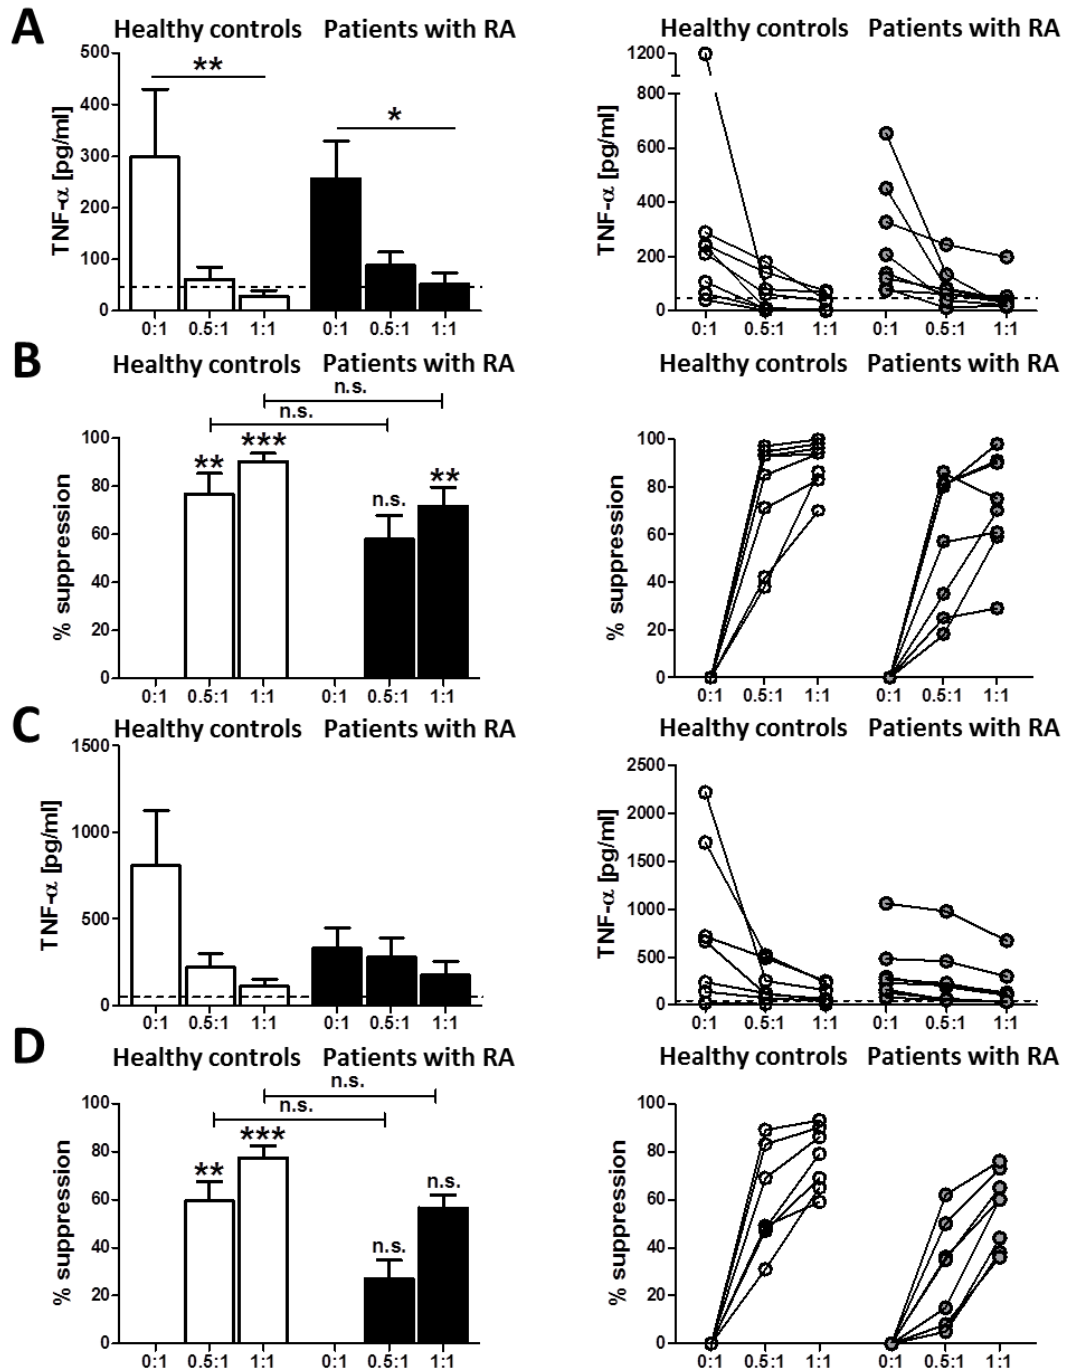 A
Healthy controls Patients with RA
TNF-α [pg/ml]
500
400
300
200
100
0
**
*
0:1 0.5:1 1:1 0:1 0.5:1 1:1
Healthy controls Patients with RA
TNF-α [pg/ml]
1200
800
600
400
200
0
0:1 0.5:1 1:1 0:1 0.5:1 1:1
B
Healthy controls Patients with RA
n.s.
n.s.
% suppression
100
80
60
40
20
0
**
***
n.s.
**
0:1 0.5:1 1:1 0:1 0.5:1 1:1
Healthy controls Patients with RA
% suppression
100
80
60
40
20
0
0:1 0.5:1 1:1 0:1 0.5:1 1:1
C
Healthy controls Patients with RA
TNF-α [pg/ml]
1500
1000
500
0
0:1 0.5:1 1:1 0:1 0.5:1 1:1
Healthy controls Patients with RA
TNF-α [pg/ml]
2500
2000
1500
1000
500
0
0:1 0.5:1 1:1 0:1 0.5:1 1:1
D
Healthy controls Patients with RA
n.s.
n.s.
% suppression
100
80
60
40
20
0
**
***
n.s.
n.s.
0:1 0.5:1 1:1 0:1 0.5:1 1:1
Healthy controls Patients with RA
% suppression
100
80
60
40
20
0
0:1 0.5:1 1:1 0:1 0.5:1 1:1